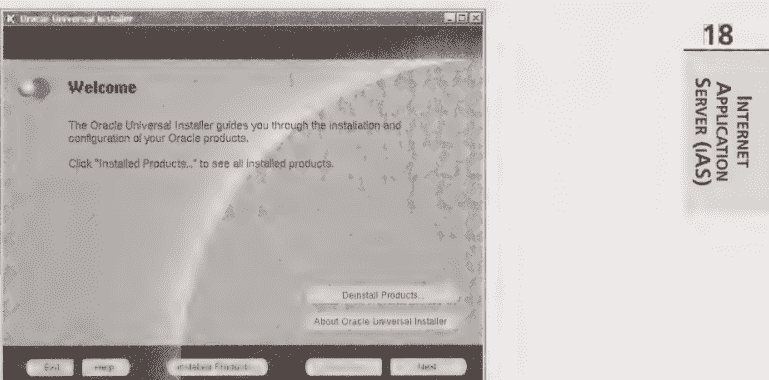 Oracle Universal Installer
Welcome
The Oracle Universal Installer guides you through the installation and
configuration of your Oracle products.
Click "Installed Products.." to see all installed products.
Deinstall Products..
About Oracle Universal Installer
Exit
Help
Installed Products..
Next
18
INTERNET
APPLICATION
SERVER (iAS)